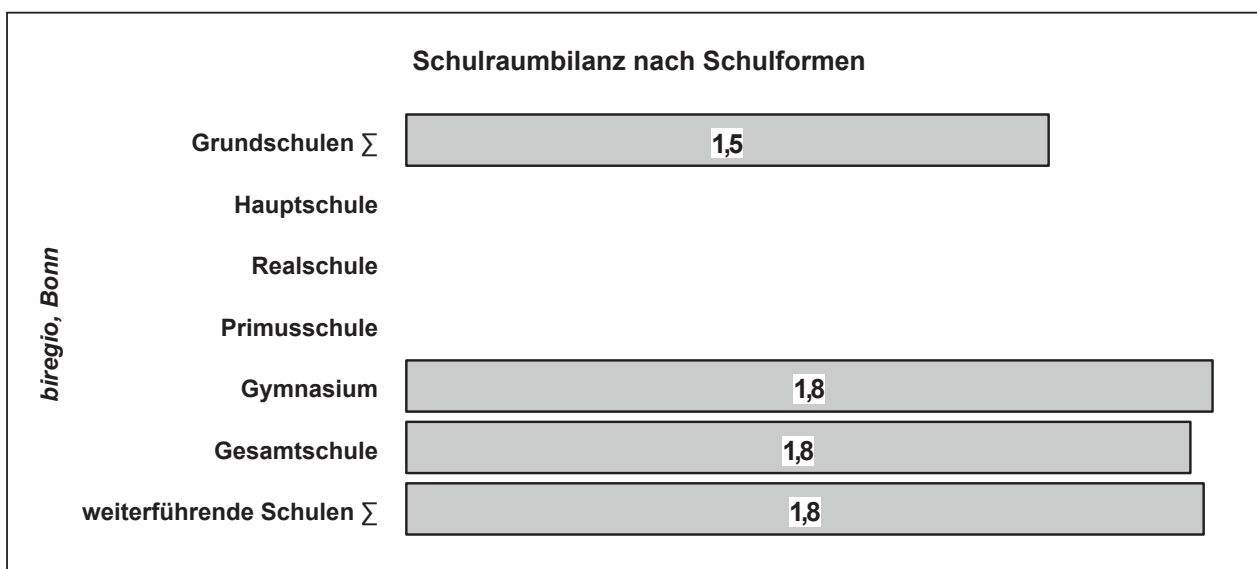 Schulraumbilanz nach Schulformen
Grundschulen ∑
1,5
Hauptschule
Realschule
Primusschule
Gymnasium
1,8
Gesamtschule
1,8
weiterführende Schulen ∑
1,8
biregio, Bonn